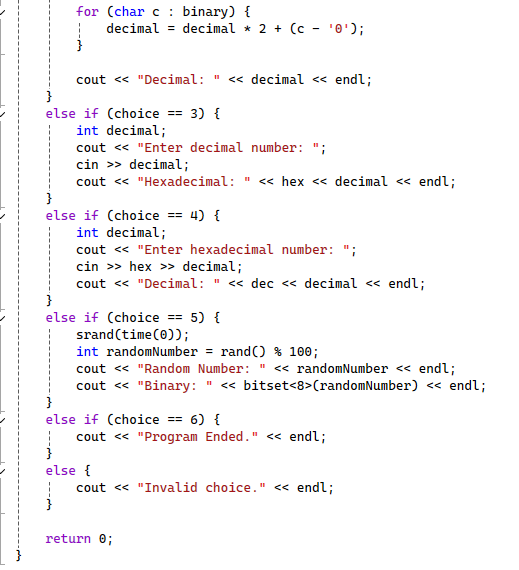 for (char c : binary) {
decimal = decimal * 2 + (c - '0');
}
cout << "Decimal: " << decimal << endl;
}
else if (choice == 3) {
int decimal;
cout << "Enter decimal number: ";
cin >> decimal;
cout << "Hexadecimal: " << hex << decimal << endl;
}
else if (choice == 4) {
int decimal;
cout << "Enter hexadecimal number: ";
cin >> hex >> decimal;
cout << "Decimal: " << dec << decimal << endl;
}
else if (choice == 5) {
srand(time(0));
int randomNumber = rand() % 100;
cout << "Random Number: " << randomNumber << endl;
cout << "Binary: " << bitset<8>(randomNumber) << endl;
}
else if (choice == 6) {
cout << "Program Ended." << endl;
}
else {
cout << "Invalid choice." << endl;
}
return 0;
}